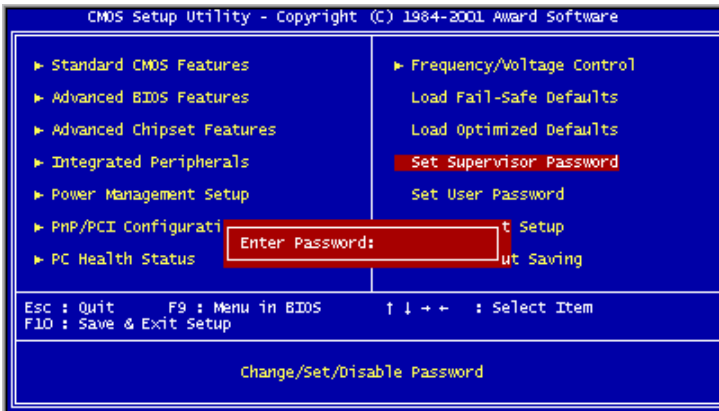 CMOS Setup Utility - Copyright (C) 1984-2001 Award Software
► Standard CMOS Features
► Advanced BIOS Features
► Advanced Chipset Features
► Integrated Peripherals
► Power Management Setup
► PnP/PCI Configurati
► PC Health Status
► Frequency/Voltage Control
Load Fail-Safe Defaults
Load Optimized Defaults
Set Supervisor Password
Set User Password
t Setup
ut Saving
Enter Password:
Esc : Quit F9 : Menu in BIOS ↑ ↓ → ← : Select Item
F10 : Save & Exit Setup
Change/Set/Disable Password